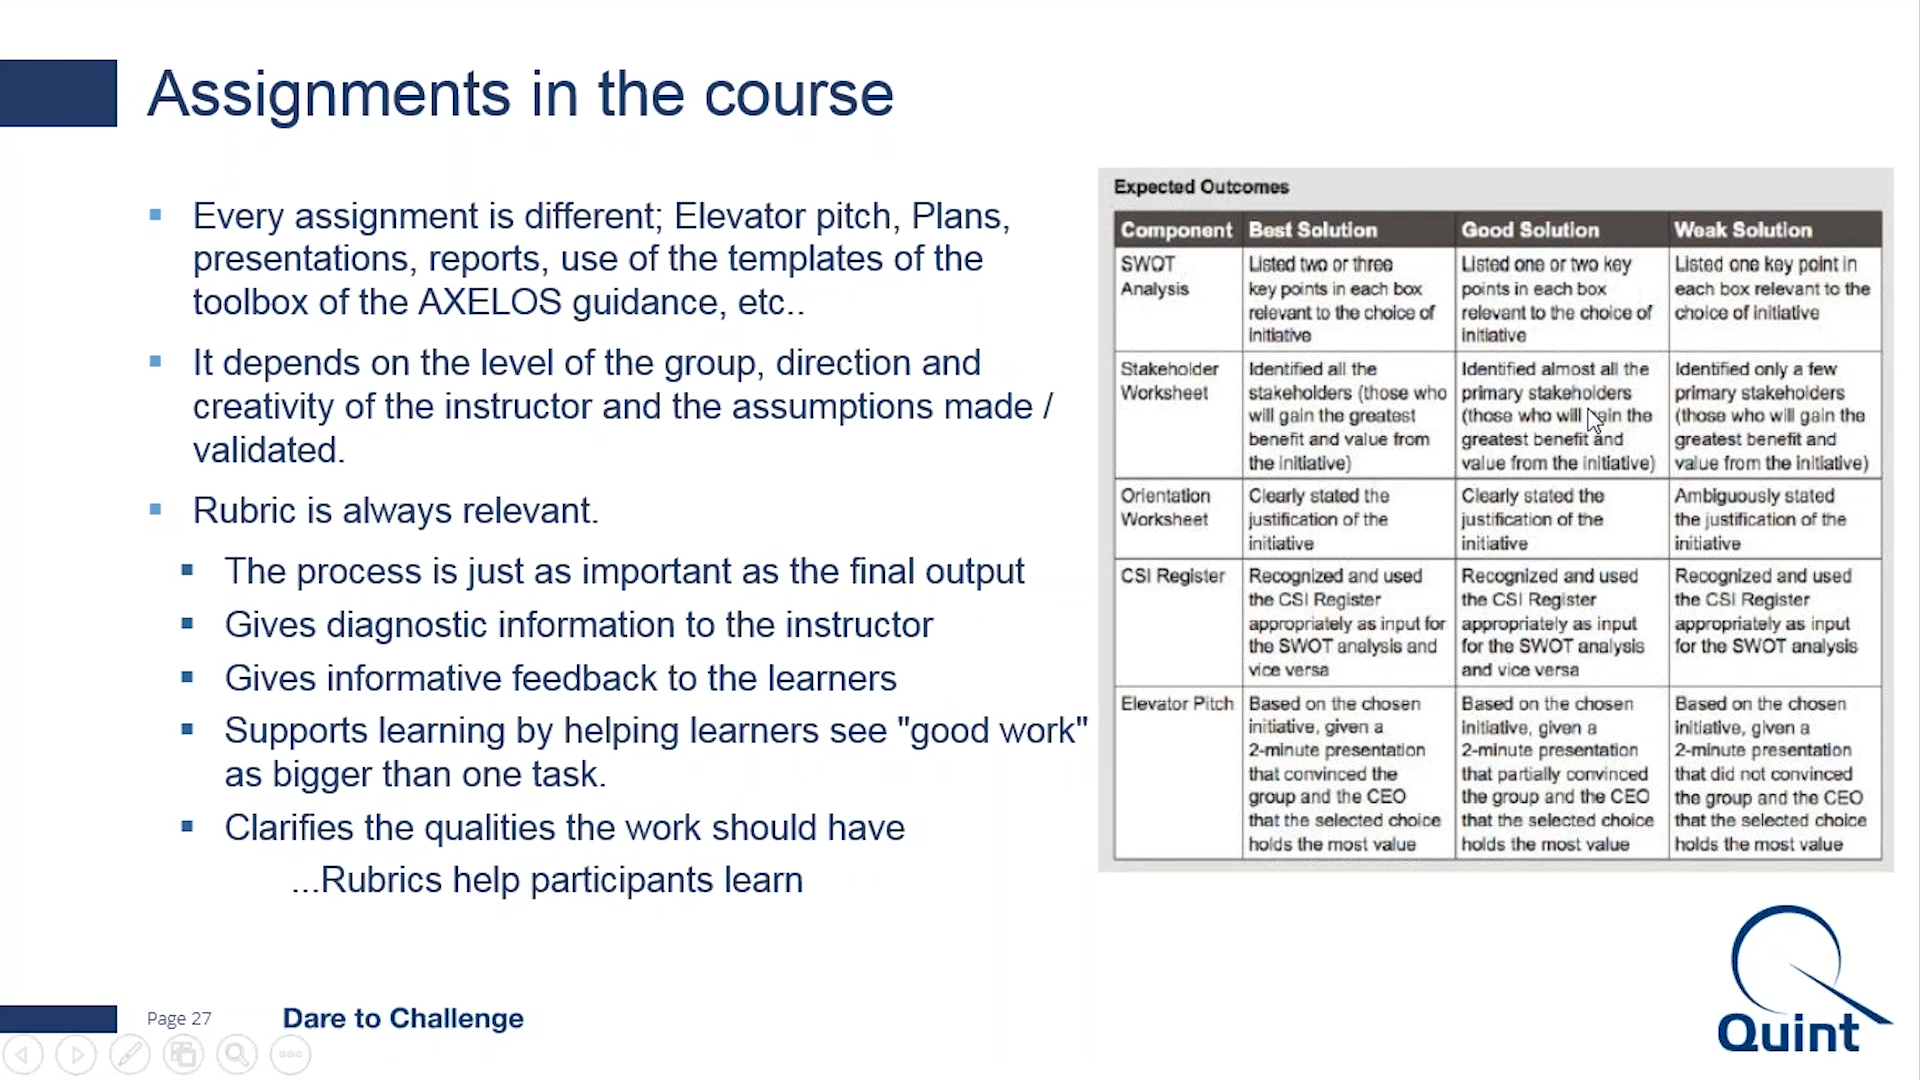 Assignments in the course
Every assignment is different; Elevator pitch, Plans,
presentations, reports, use of the templates of the
toolbox of the AXELOS guidance, etc..
It depends on the level of the group, direction and
creativity of the instructor and the assumptions made /
validated.
Rubric is always relevant.
The process is just as important as the final output
Gives diagnostic information to the instructor
Gives informative feedback to the learners
Supports learning by helping learners see "good work"
as bigger than one task.
Clarifies the qualities the work should have
...Rubrics help participants learn
Expected Outcomes
Component Best Solution Good Solution Weak Solution
SWOT
Analysis
Listed two or three
key points in each box
relevant to the choice of
initiative
Listed one or two key
points in each box
relevant to the choice of
initiative
Listed one key point in
each box relevant to the
choice of initiative
Stakeholder
Worksheet
Identified all the
stakeholders (those who
will gain the greatest
benefit and value from
the initiative)
Identified almost all the
primary stakeholders
(those who will gain the
greatest benefit and
value from the initiative)
Identified only a few
primary stakeholders
(those who will gain the
greatest benefit and
value from the initiative)
Orientation
Worksheet
Clearly stated the
justification of the
initiative
Clearly stated the
justification of the
initiative
Ambiguously stated
the justification of the
initiative
CSI Register
Recognized and used
the CSI Register
appropriately as input for
the SWOT analysis and
vice versa
Recognized and used
the CSI Register
appropriately as input
for the SWOT analysis
and vice versa
Recognized and used
the CSI Register
appropriately as input
for the SWOT analysis
Elevator Pitch
Based on the chosen
initiative, given a
2-minute presentation
that convinced the
group and the CEO
that the selected choice
holds the most value
Based on the chosen
initiative, given a
2-minute presentation
that partially convinced
the group and the CEO
that the selected choice
holds the most value
Based on the chosen
initiative, given a
2-minute presentation
that did not convinced
the group and the CEO
that the selected choice
holds the most value
Page 27
Dare to Challenge
Quint